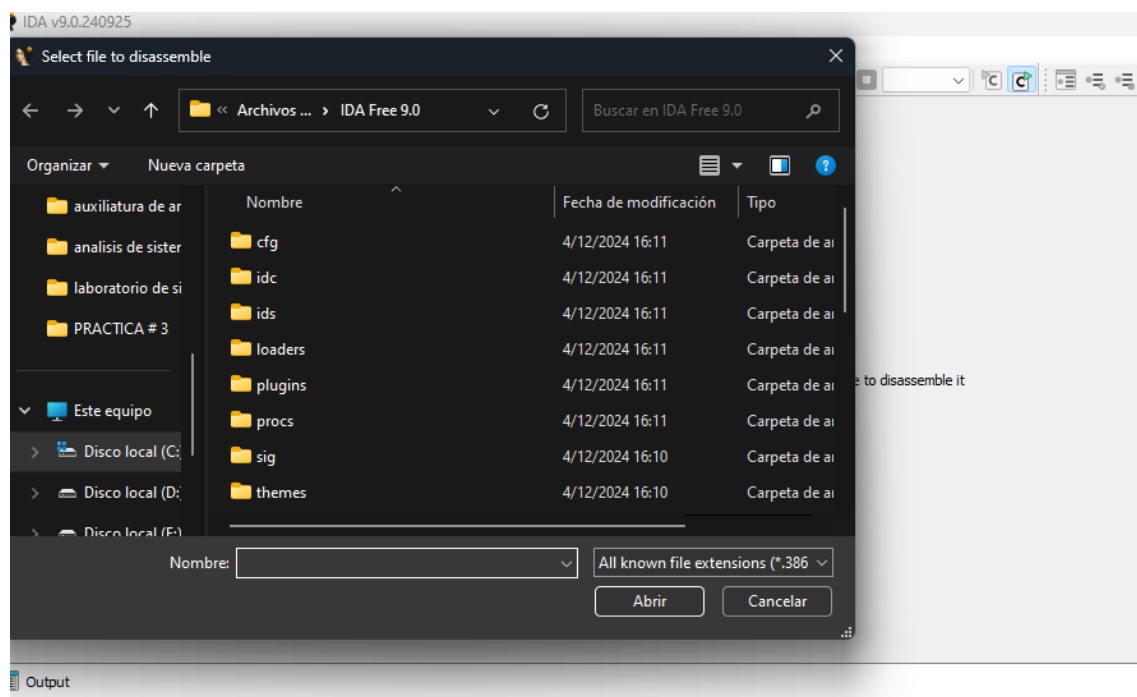 IDA v9.0.240925
Select file to disassemble
« Archivos ... › IDA Free 9.0
Buscar en IDA Free 9.0
Organizar
Nueva carpeta
Nombre
Fecha de modificación
Tipo
auxiliatura de ar
analisis de sister
laboratorio de si
PRACTICA # 3
Este equipo
Disco local (C:)
Disco local (D:)
Disco local (E:)
cfg 4/12/2024 16:11 Carpeta de ar
idc 4/12/2024 16:11 Carpeta de ar
ids 4/12/2024 16:11 Carpeta de ar
loaders 4/12/2024 16:11 Carpeta de ar
plugins 4/12/2024 16:11 Carpeta de ar
procs 4/12/2024 16:11 Carpeta de ar
sig 4/12/2024 16:10 Carpeta de ar
themes 4/12/2024 16:10 Carpeta de ar
e to disassemble it
Nombre:
All known file extensions (*.386
Abrir
Cancelar
Output